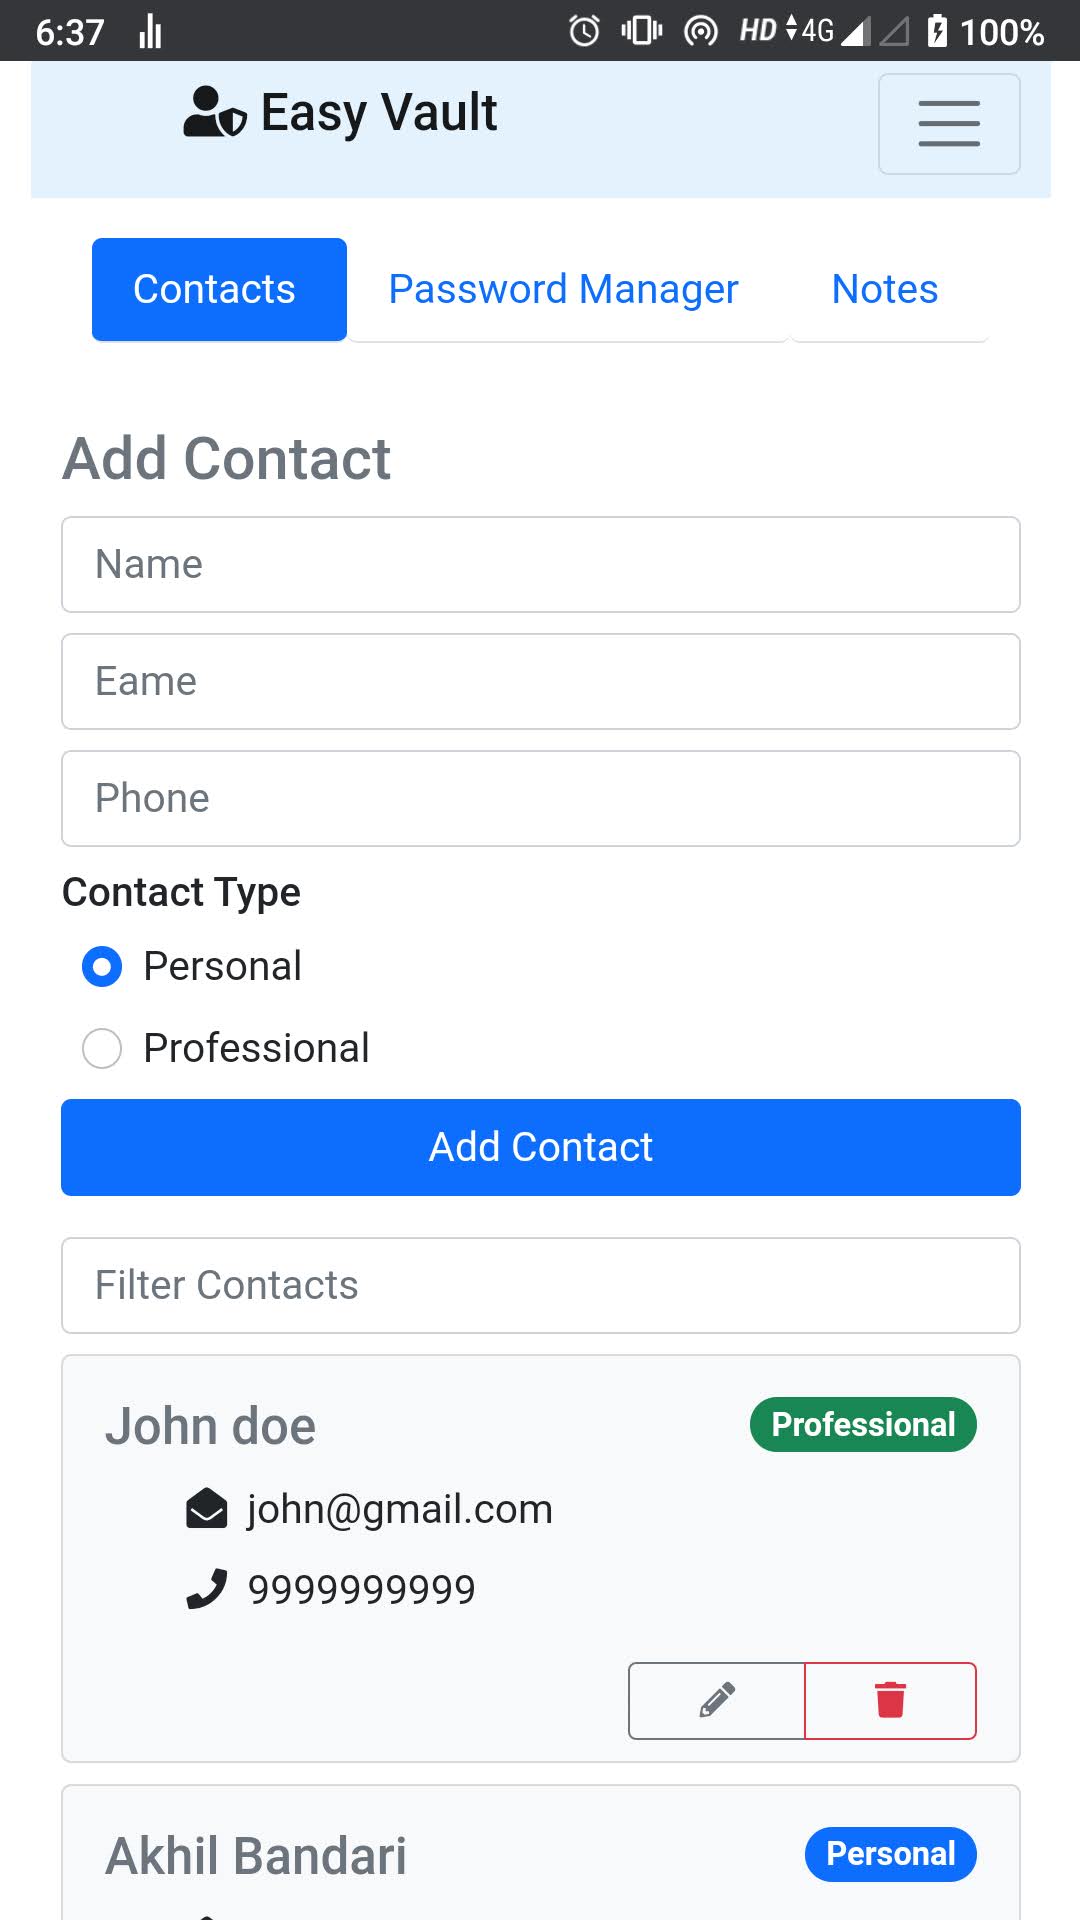 6:37 HD 4G 100%
Easy Vault
Contacts Password Manager Notes
Add Contact
Name
Eame
Phone
Contact Type
Personal
Professional
Add Contact
Filter Contacts
John doe Professional
john@gmail.com
9999999999
Akhil Bandari Personal